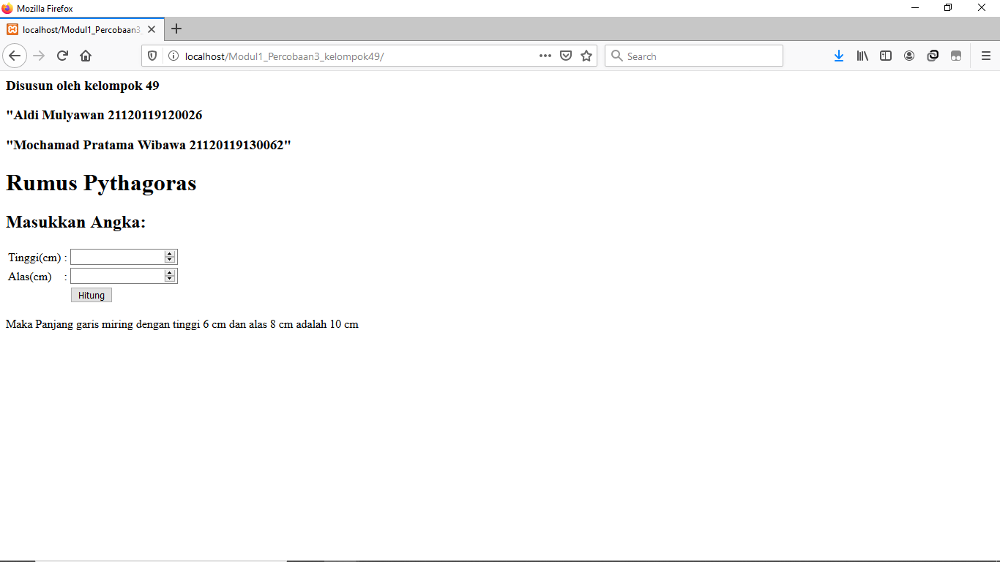 Mozilla Firefox
localhost/Modul1_Percobaan3_
localhost/Modul1_Percobaan3_kelompok49/
Search
Disusun oleh kelompok 49
"Aldi Mulyawan 21120119120026
"Mochamad Pratama Wibawa 21120119130062"
Rumus Pythagoras
Masukkan Angka:
Tinggi(cm) :
Alas(cm) :
Hitung
Maka Panjang garis miring dengan tinggi 6 cm dan alas 8 cm adalah 10 cm